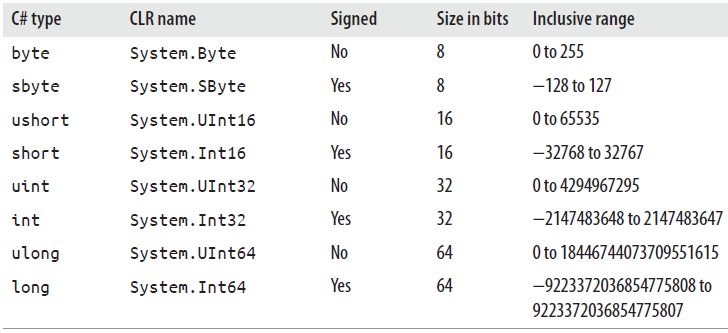 C# type CLR name Signed Size in bits Inclusive range
byte System.Byte No 8 0 to 255
sbyte System.SByte Yes 8 –128 to 127
ushort System.UInt16 No 16 0 to 65535
short System.Int16 Yes 16 –32768 to 32767
uint System.UInt32 No 32 0 to 4294967295
int System.Int32 Yes 32 –2147483648 to 2147483647
ulong System.UInt64 No 64 0 to 18446744073709551615
long System.Int64 Yes 64 –9223372036854775808 to
9223372036854775807